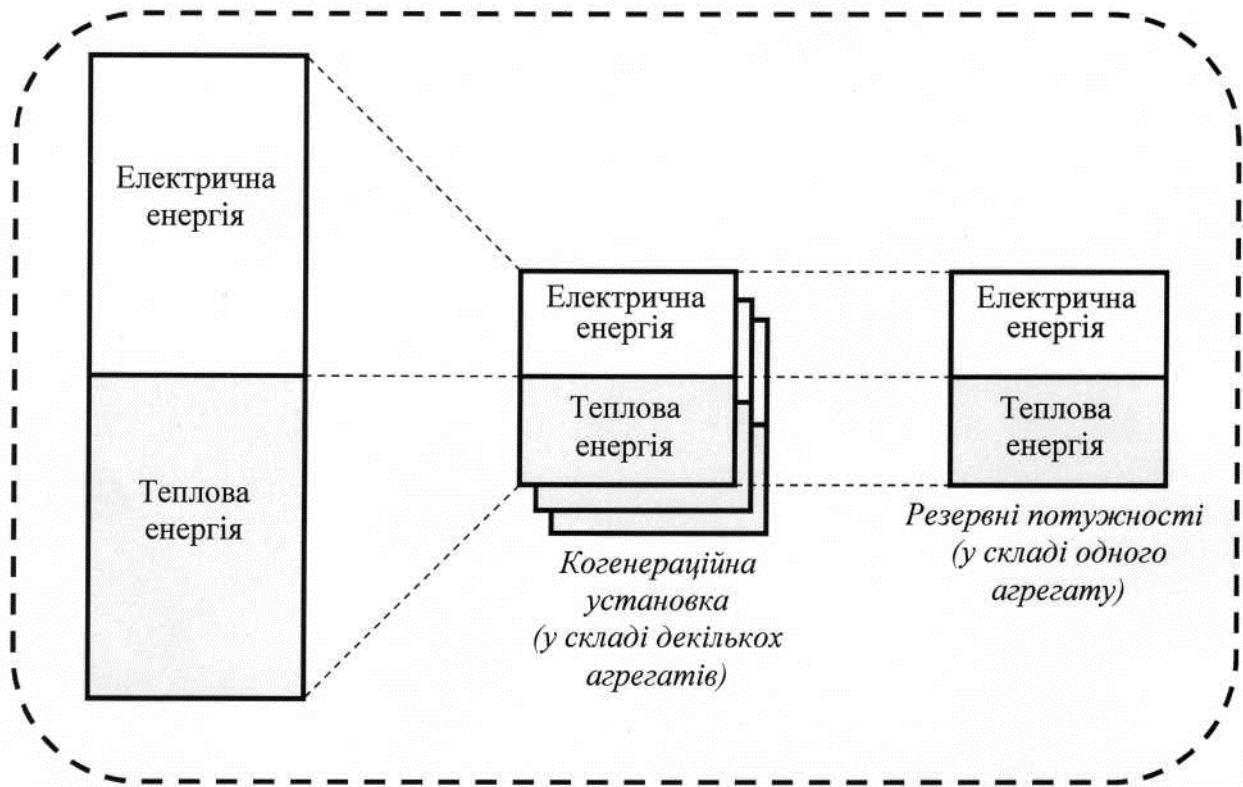 Електрична
енергія
Теплова
енергія
Електрична
енергія
Теплова
енергія
Когенераційна
установка
(у складі декількох
агрегатів)
Електрична
енергія
Теплова
енергія
Резервні потужності
(у складі одного
агрегату)